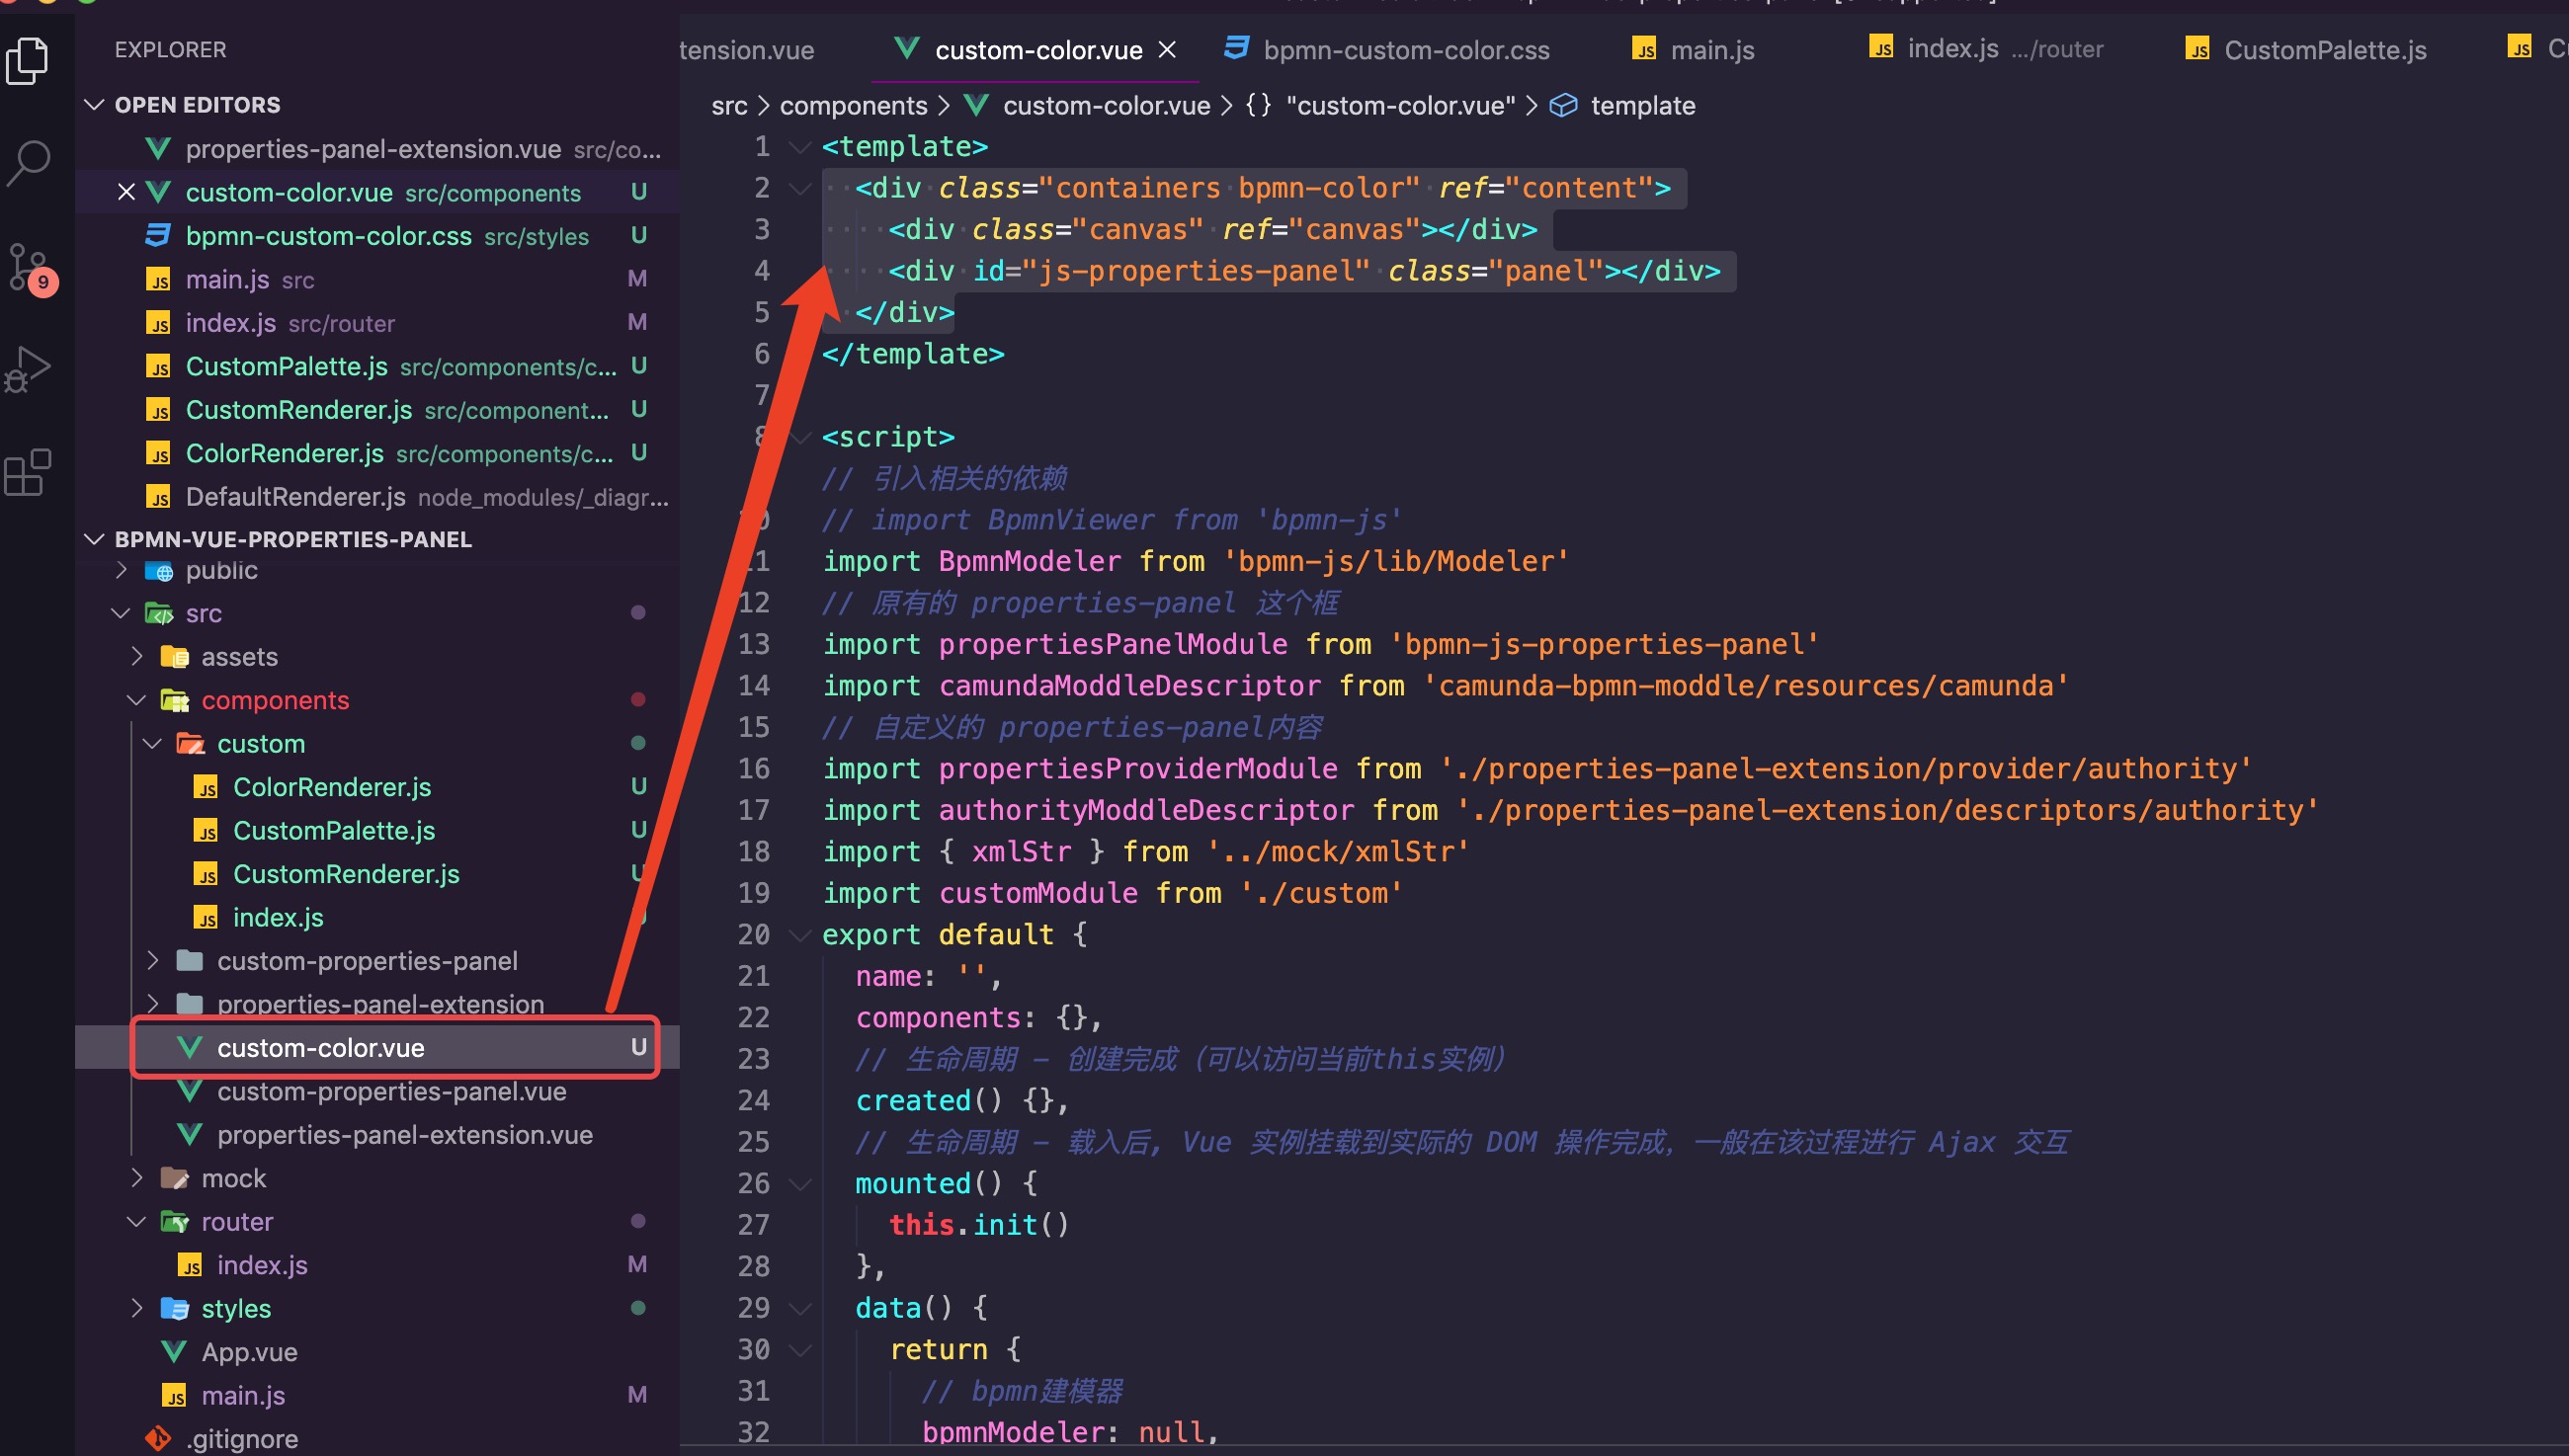 EXPLORER
OPEN EDITORS
properties-panel-extension.vue src/co...
custom-color.vue src/components U
bpmn-custom-color.css src/styles U
main.js src M
index.js src/router M
CustomPalette.js src/components/c... U
CustomRenderer.js src/component... U
ColorRenderer.js src/components/c... U
DefaultRenderer.js node_modules/_diagr...
BPMN-VUE-PROPERTIES-PANEL
public
src
assets
components
custom
ColorRenderer.js U
CustomPalette.js U
CustomRenderer.js U
index.js
custom-properties-panel
properties-panel-extension
custom-color.vue U
custom-properties-panel.vue
properties-panel-extension.vue
mock
router
index.js M
styles
App.vue
main.js M
.gitignore
9
tension.vue custom-color.vue bpmn-custom-color.css main.js index.js .../router CustomPalette.js
src > components > custom-color.vue > {} "custom-color.vue" > template
1 <template>
2 <div class="containers bpmn-color" ref="content">
3 <div class="canvas" ref="canvas"></div>
4 <div id="js-properties-panel" class="panel"></div>
5 </div>
6 </template>
7
8 <script>
// 引入相关的依赖
// import BpmnViewer from 'bpmn-js'
11 import BpmnModeler from 'bpmn-js/lib/Modeler'
12 // 原有的 properties-panel 这个框
13 import propertiesPanelModule from 'bpmn-js-properties-panel'
14 import camundaModdleDescriptor from 'camunda-bpmn-moddle/resources/camunda'
15 // 自定义的 properties-panel内容
16 import propertiesProviderModule from './properties-panel-extension/provider/authority'
17 import authorityModdleDescriptor from './properties-panel-extension/descriptors/authority'
18 import { xmlStr } from '../mock/xmlStr'
19 import customModule from './custom'
20 export default {
21 name: '',
22 components: {},
23 // 生命周期 - 创建完成（可以访问当前this实例）
24 created() {},
25 // 生命周期 - 载入后, Vue 实例挂载到实际的 DOM 操作完成，一般在该过程进行 Ajax 交互
26 mounted() {
27 this.init()
28 },
29 data() {
30 return {
31 // bpmn建模器
32 bpmnModeler: null,